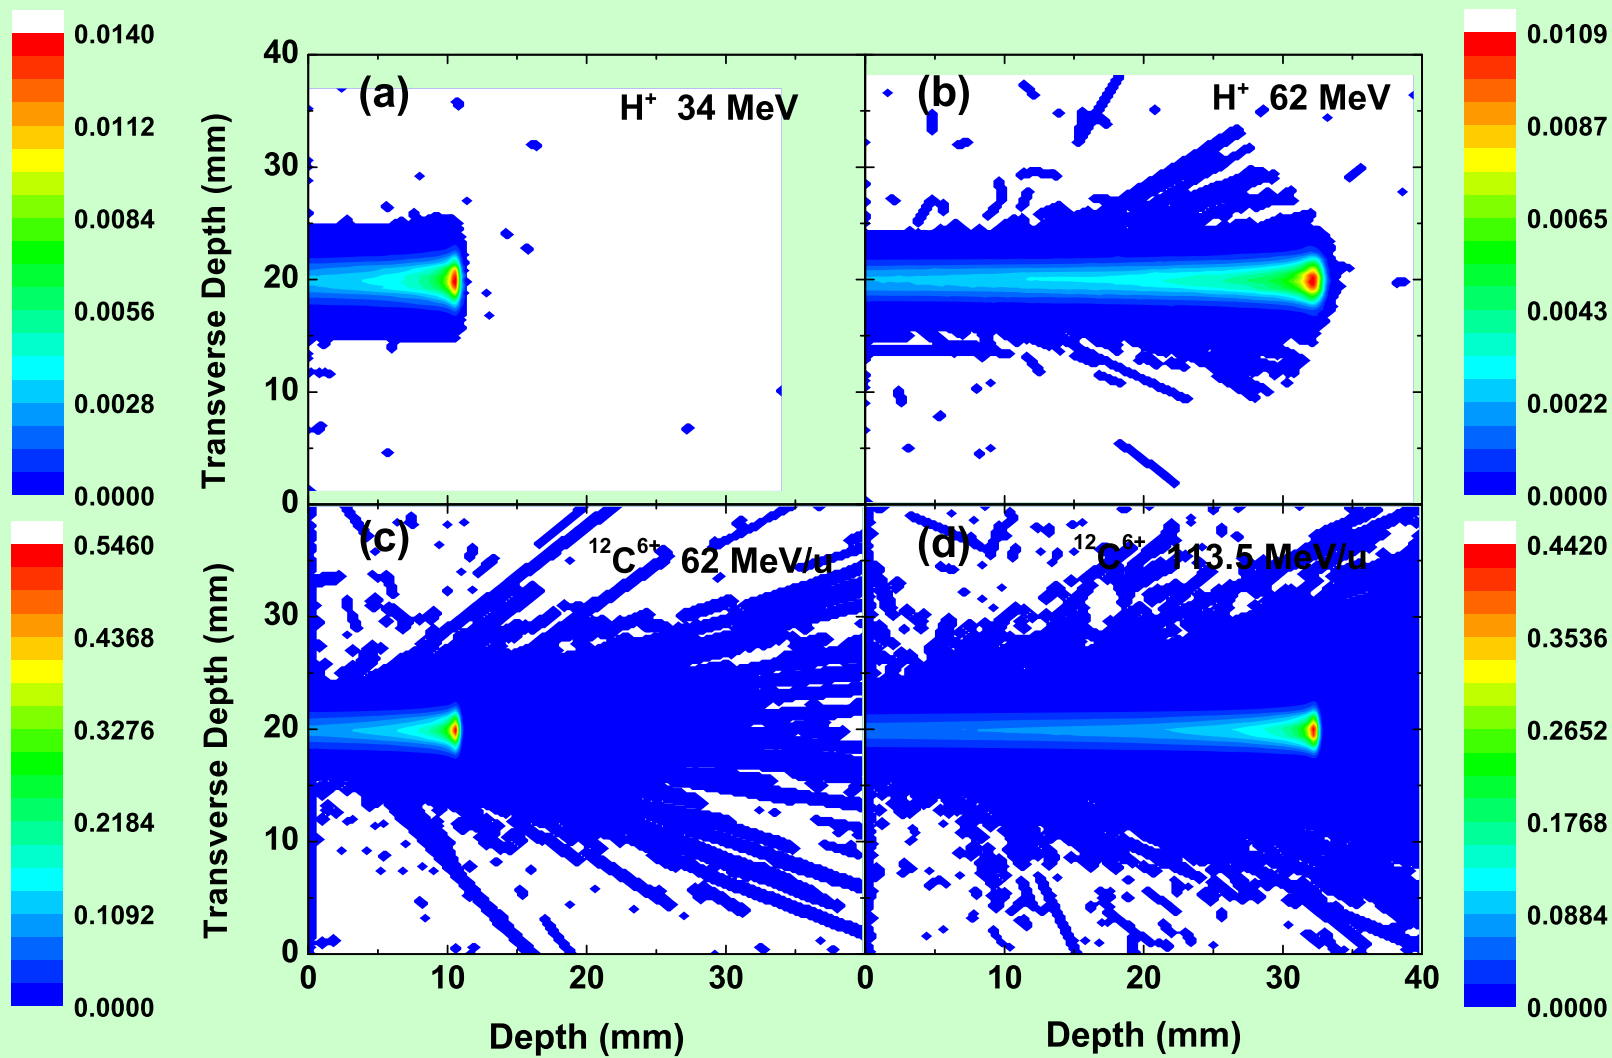 0.0140
0.0112
0.0084
0.0056
0.0028
0.0000
0.5460
0.4368
0.3276
0.2184
0.1092
0.0000
Transverse Depth (mm)
40
30
20
10
0
(a)
H+ 34 MeV
(b)
H+ 62 MeV
Transverse Depth (mm)
30
20
10
0
(c)
12C6+ 62 MeV/u
(d)
12C6+ 113.5 MeV/u
0 10 20 30 0 10 20 30 40
Depth (mm) Depth (mm)
0.0109
0.0087
0.0065
0.0043
0.0022
0.0000
0.4420
0.3536
0.2652
0.1768
0.0884
0.0000